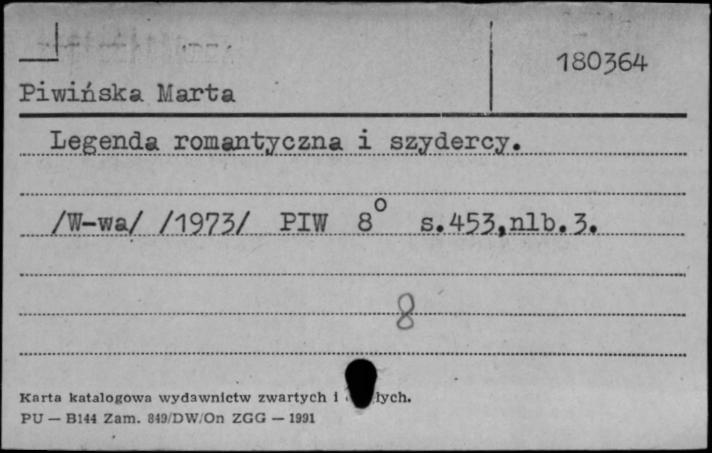 180364
Piwińska Marta
Legenda romantyczna i szydercy.
/W-wa/ /1973/ PIW 8° s.453,nlb.3.
8
Karta katalogowa wydawnictw zwartych i
PU — B144 Zam. 849/DW/On ZGG — 1991